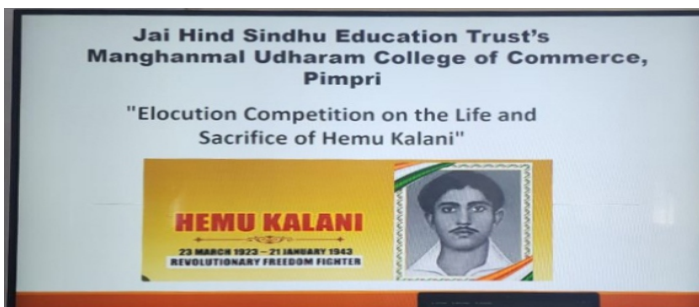 Jai Hind Sindhu Education Trust’s
Manghanmal Udharam College of Commerce,
Pimpri
"Elocution Competition on the Life and
Sacrifice of Hemu Kalani"
HEMU KALANI
23 MARCH 1923 – 21 JANUARY 1943
REVOLUTIONARY FREEDOM FIGHTER